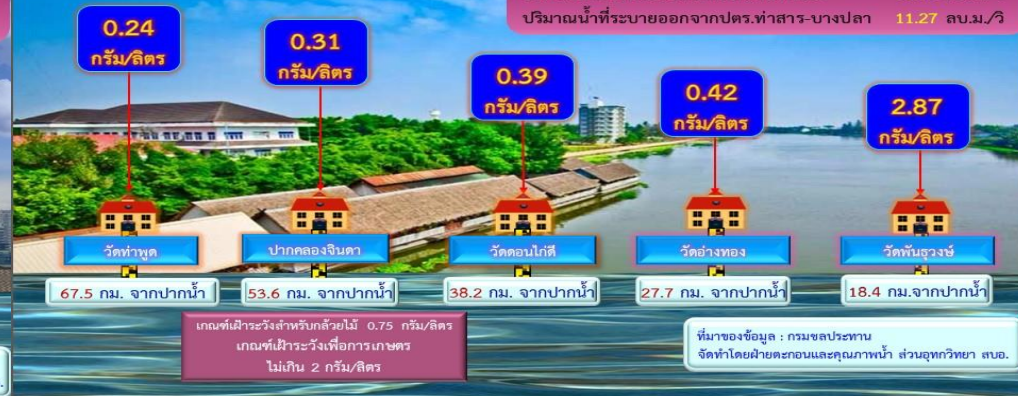 ปริมาณน้ำที่ระบายออกจากปตร.ท่าสาร-บางปลา 11.27 ลบ.ม./วิ
0.24
กรัม/ลิตร
0.31
กรัม/ลิตร
0.39
กรัม/ลิตร
0.42
กรัม/ลิตร
2.87
กรัม/ลิตร
วัดท่าพูด
ปากคลองจินดา
วัดดอนไก่ดี
วัดอ่างทอง
วัดพันธุวงษ์
67.5 กม. จากปากน้ำ
53.6 กม. จากปากน้ำ
38.2 กม. จากปากน้ำ
27.7 กม. จากปากน้ำ
18.4 กม.จากปากน้ำ
เกณฑ์เฝ้าระวังสำหรับกล้วยไม้ 0.75 กรัม/ลิตร
เกณฑ์เฝ้าระวังเพื่อการเกษตร
ไม่เกิน 2 กรัม/ลิตร
ที่มาของข้อมูล : กรมชลประทาน
จัดทำโดยฝ่ายตะกอนและคุณภาพน้ำ ส่วนอุทกวิทยา สบอ.